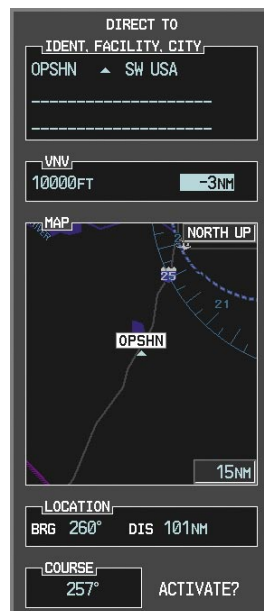 DIRECT TO
IDENT, FACILITY, CITY
OPSHN SW USA
VNV
10000FT -3NM
MAP
NORTH UP
25
21
OPSHN
15NM
LOCATION
BRG 260° DIS 101NM
COURSE
257° ACTIVATE?